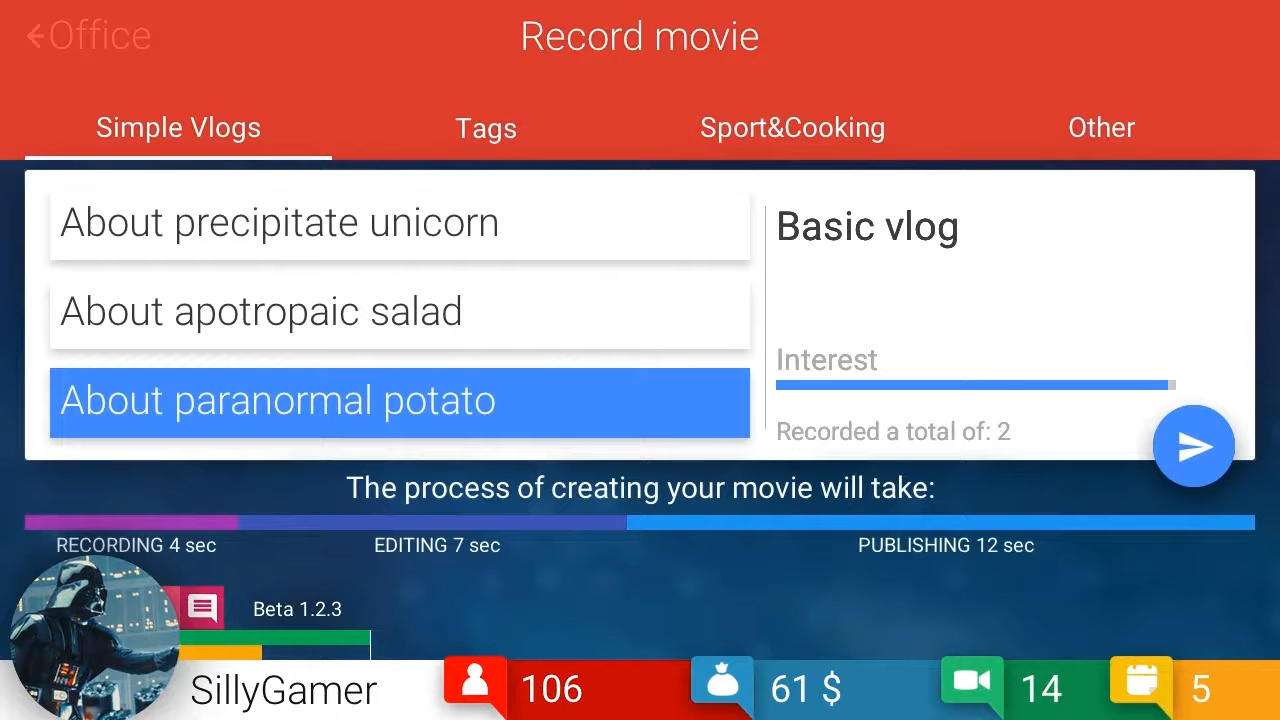 Office
Record movie
Simple Vlogs
Tags
Sport&Cooking
Other
About precipitate unicorn
About apotropaic salad
About paranormal potato
Basic vlog
Interest
Recorded a total of: 2
The process of creating your movie will take:
RECORDING 4 sec
EDITING 7 sec
PUBLISHING 12 sec
Beta 1.2.3
SillyGamer
106
61 $
14
5